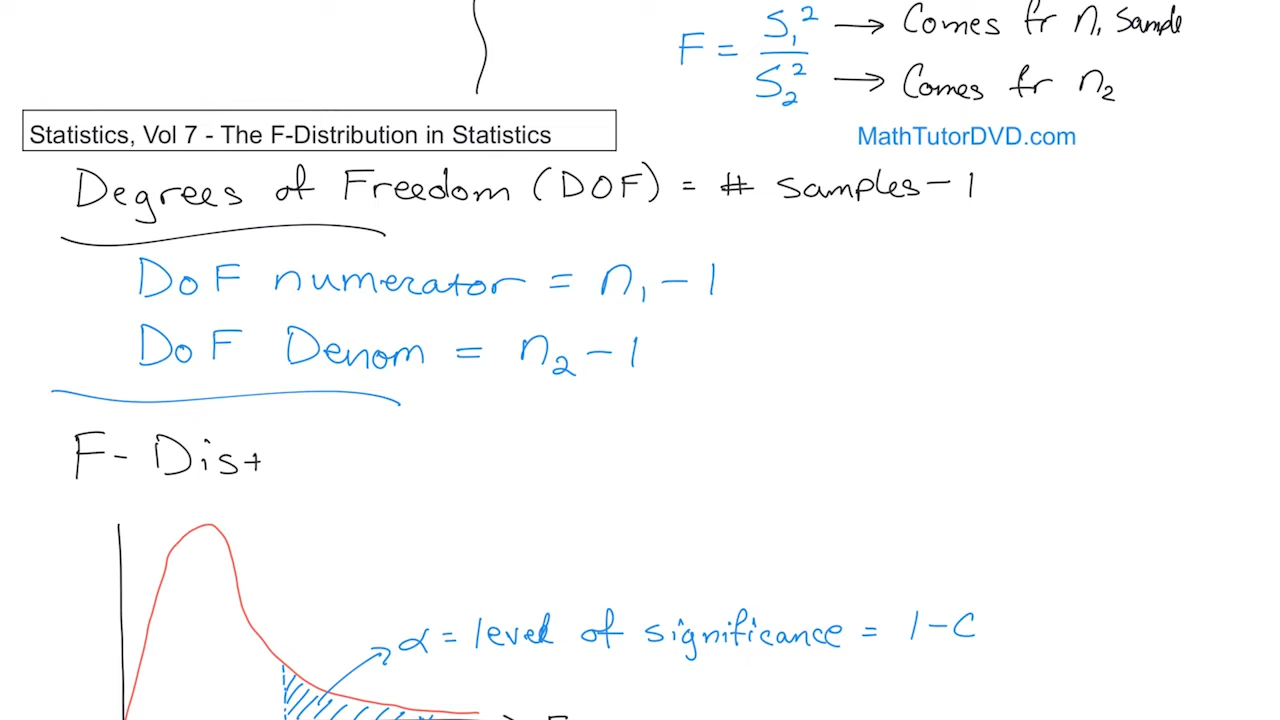 F = S₁² / S₂²
→ Comes fr n₁ Sample
→ Comes fr n₂
Statistics, Vol 7 - The F-Distribution in Statistics
MathTutorDVD.com
Degrees of Freedom (DOF) = # samples - 1
DoF numerator = n₁ - 1
DoF Denom = n₂ - 1
F- Dist
α = level of significance = 1 - C